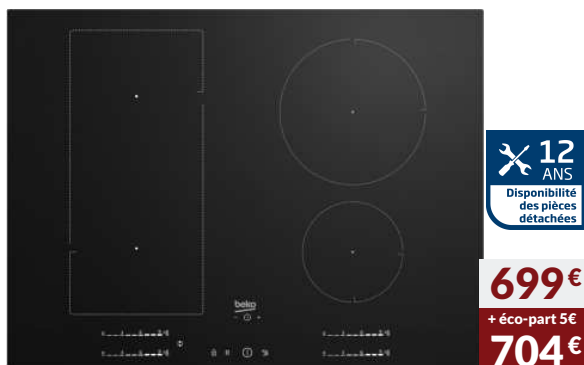 12
ANS
Disponibilité
des pièces
détachées
699€
+ éco-part 5€
704€
beko
- +